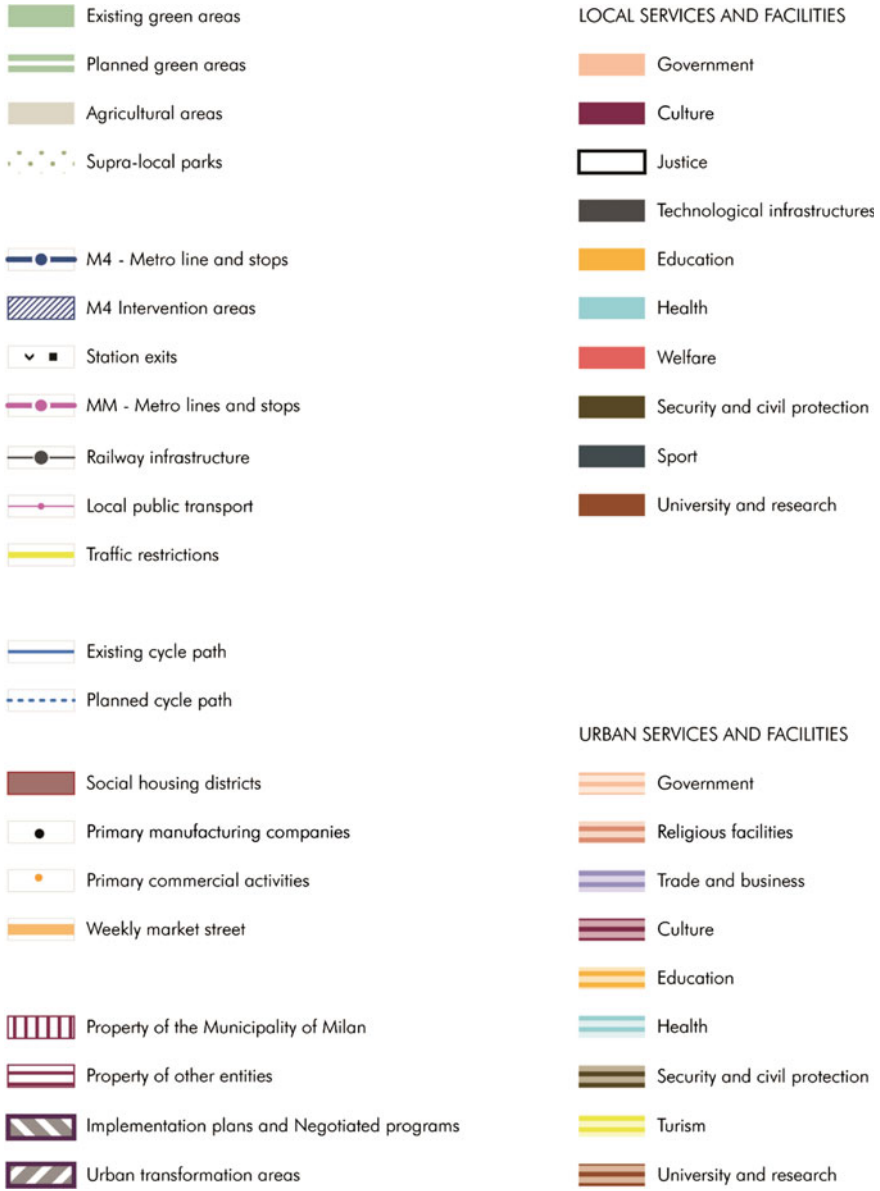 Existing green areas
Planned green areas
Agricultural areas
Supra-local parks
M4 - Metro line and stops
M4 Intervention areas
Station exits
MM - Metro lines and stops
Railway infrastructure
Local public transport
Traffic restrictions
Existing cycle path
Planned cycle path
Social housing districts
Primary manufacturing companies
Primary commercial activities
Weekly market street
Property of the Municipality of Milan
Property of other entities
Implementation plans and Negotiated programs
Urban transformation areas
LOCAL SERVICES AND FACILITIES
Government
Culture
Justice
Technological infrastructures
Education
Health
Welfare
Security and civil protection
Sport
University and research
URBAN SERVICES AND FACILITIES
Government
Religious facilities
Trade and business
Culture
Education
Health
Security and civil protection
Turism
University and research